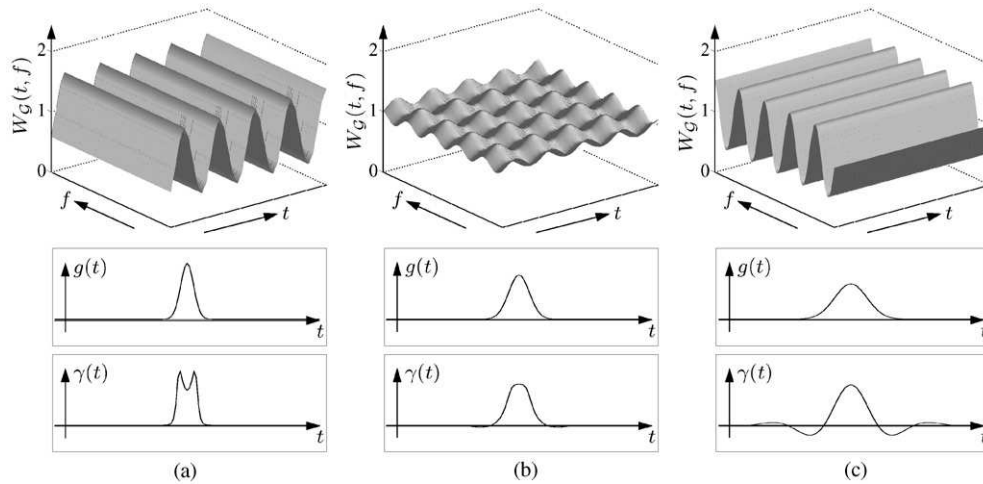 2
1
0
W_G(t, f)
f
t
2
1
0
W_G(t, f)
f
t
2
1
0
W_G(t, f)
f
t
g(t)
t
g(t)
t
g(t)
t
γ(t)
t
γ(t)
t
γ(t)
t
(a)
(b)
(c)